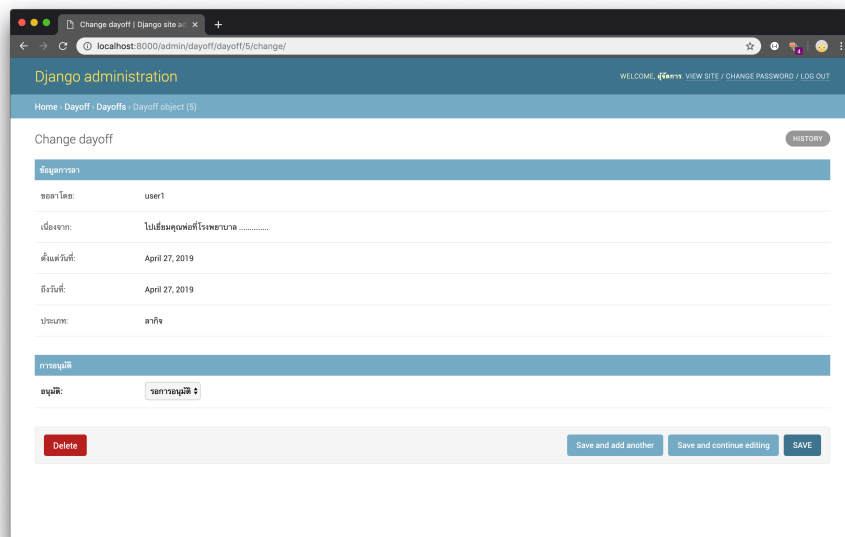 Change dayoff | Django site ad
localhost:8000/admin/dayoff/dayoff/5/change/
4
Django administration
WELCOME, ผู้จัดการ. VIEW SITE / CHANGE PASSWORD / LOG OUT
Home › Dayoff › Dayoffs › Dayoff object (5)
Change dayoff
HISTORY
ข้อมูลการลา
ขอลาโดย: user1
เนื่องจาก: ไปเยี่ยมคุณพ่อที่โรงพยาบาล ..............
ตั้งแต่วันที่: April 27, 2019
ถึงวันที่: April 27, 2019
ประเภท: ลากิจ
การอนุมัติ
อนุมัติ: รอการอนุมัติ
Delete
Save and add another
Save and continue editing
SAVE